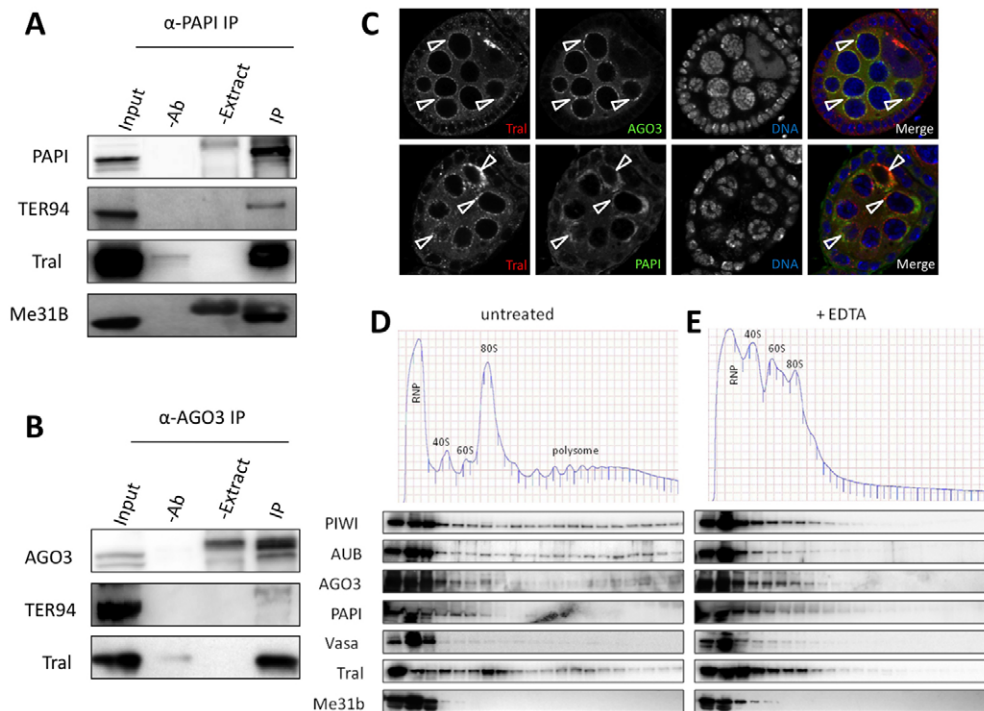 A
α-PAPI IP
Input
-Ab
-Extract
IP
PAPI
TER94
Tral
Me31B
B
α-AGO3 IP
Input
-Ab
-Extract
IP
AGO3
TER94
Tral
C
Tral
AGO3
DNA
Merge
Tral
PAPI
DNA
Merge
D
untreated
RNP
40S
60S
80S
polysome
E
+ EDTA
RNP
40S
60S
80S
PIWI
AUB
AGO3
PAPI
Vasa
Tral
Me31b